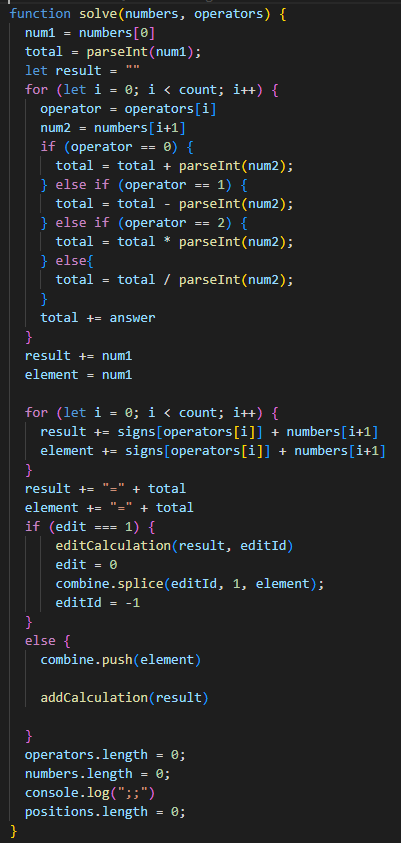 function solve(numbers, operators) {
num1 = numbers[0]
total = parseInt(num1);
let result = ""
for (let i = 0; i < count; i++) {
operator = operators[i]
num2 = numbers[i+1]
if (operator == 0) {
total = total + parseInt(num2);
} else if (operator == 1) {
total = total - parseInt(num2);
} else if (operator == 2) {
total = total * parseInt(num2);
} else{
total = total / parseInt(num2);
}
total += answer
}
result += num1
element = num1
for (let i = 0; i < count; i++) {
result += signs[operators[i]] + numbers[i+1]
element += signs[operators[i]] + numbers[i+1]
}
result += "=" + total
element += "=" + total
if (edit === 1) {
editCalculation(result, editId)
edit = 0
combine.splice(editId, 1, element);
editId = -1
}
else {
combine.push(element)
addCalculation(result)
}
operators.length = 0;
numbers.length = 0;
console.log(";;")
positions.length = 0;
}